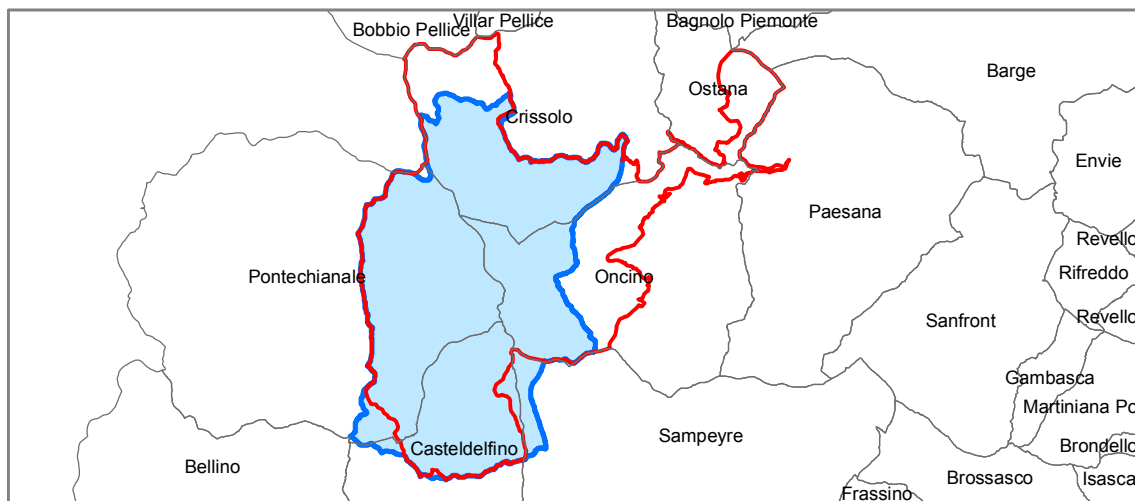 Villar Pellice
Bagnolo Piemonte
Bobbio Pellice
Barge
Ostana
Crissolo
Envie
Paesana
Revello
Rifreddo
Pontechianale
Oncino
Revello
Sanfront
Gambasca
Martiniana Po
Sampeyre
Brondello
Casteldelfino
Bellino
Brossasco
Isasca
Frassino